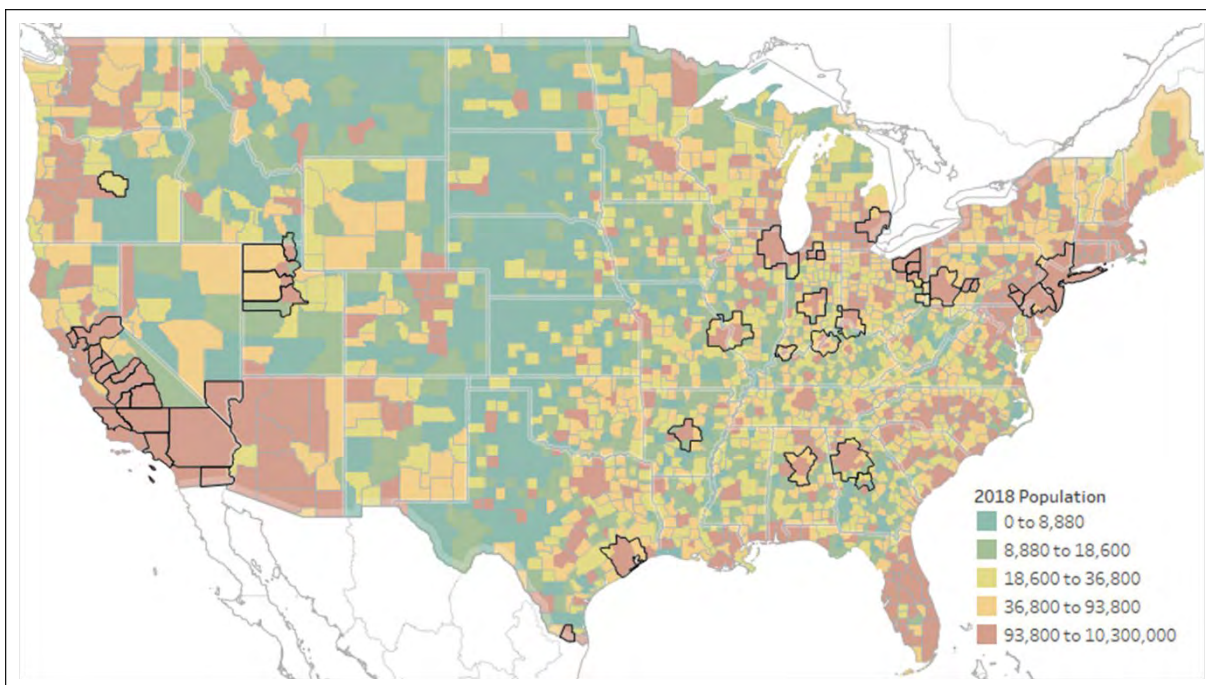 2018 Population
0 to 8,880
8,880 to 18,600
18,600 to 36,800
36,800 to 93,800
93,800 to 10,300,000